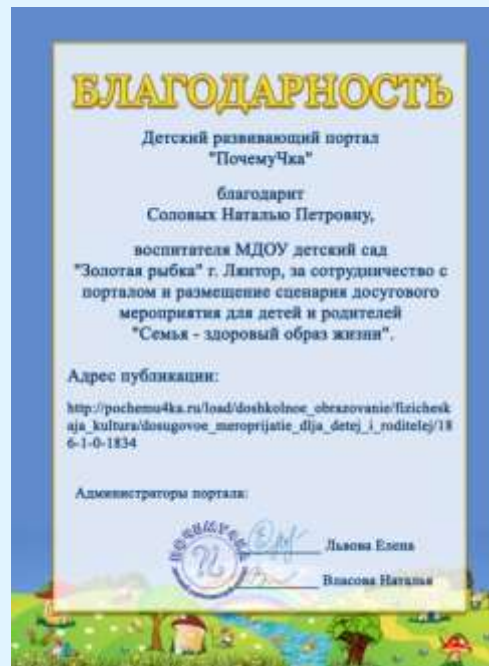 БЛАГОДАРНОСТЬ
Детский развивающий портал
"ПочемуЧка"
благодарит
Соловых Наталью Петровну,
воспитателя МДОУ детский сад
"Золотая рыбка" г. Лянтор, за сотрудничество с
порталом и размещение сценария досугового
мероприятия для детей и родителей
"Семья - здоровый образ жизни".
Адрес публикации:
http://pochemu4ka.ru/load/doshkolnoe_obrazovanie/fizichesk
aja_kultura/dosugovoe_meroprijatie_dlja_detej_i_roditelej/18
6-1-0-1834
Администраторы портала:
ПОЧЕМУЧКА
Львова Елена
Власова Наталья